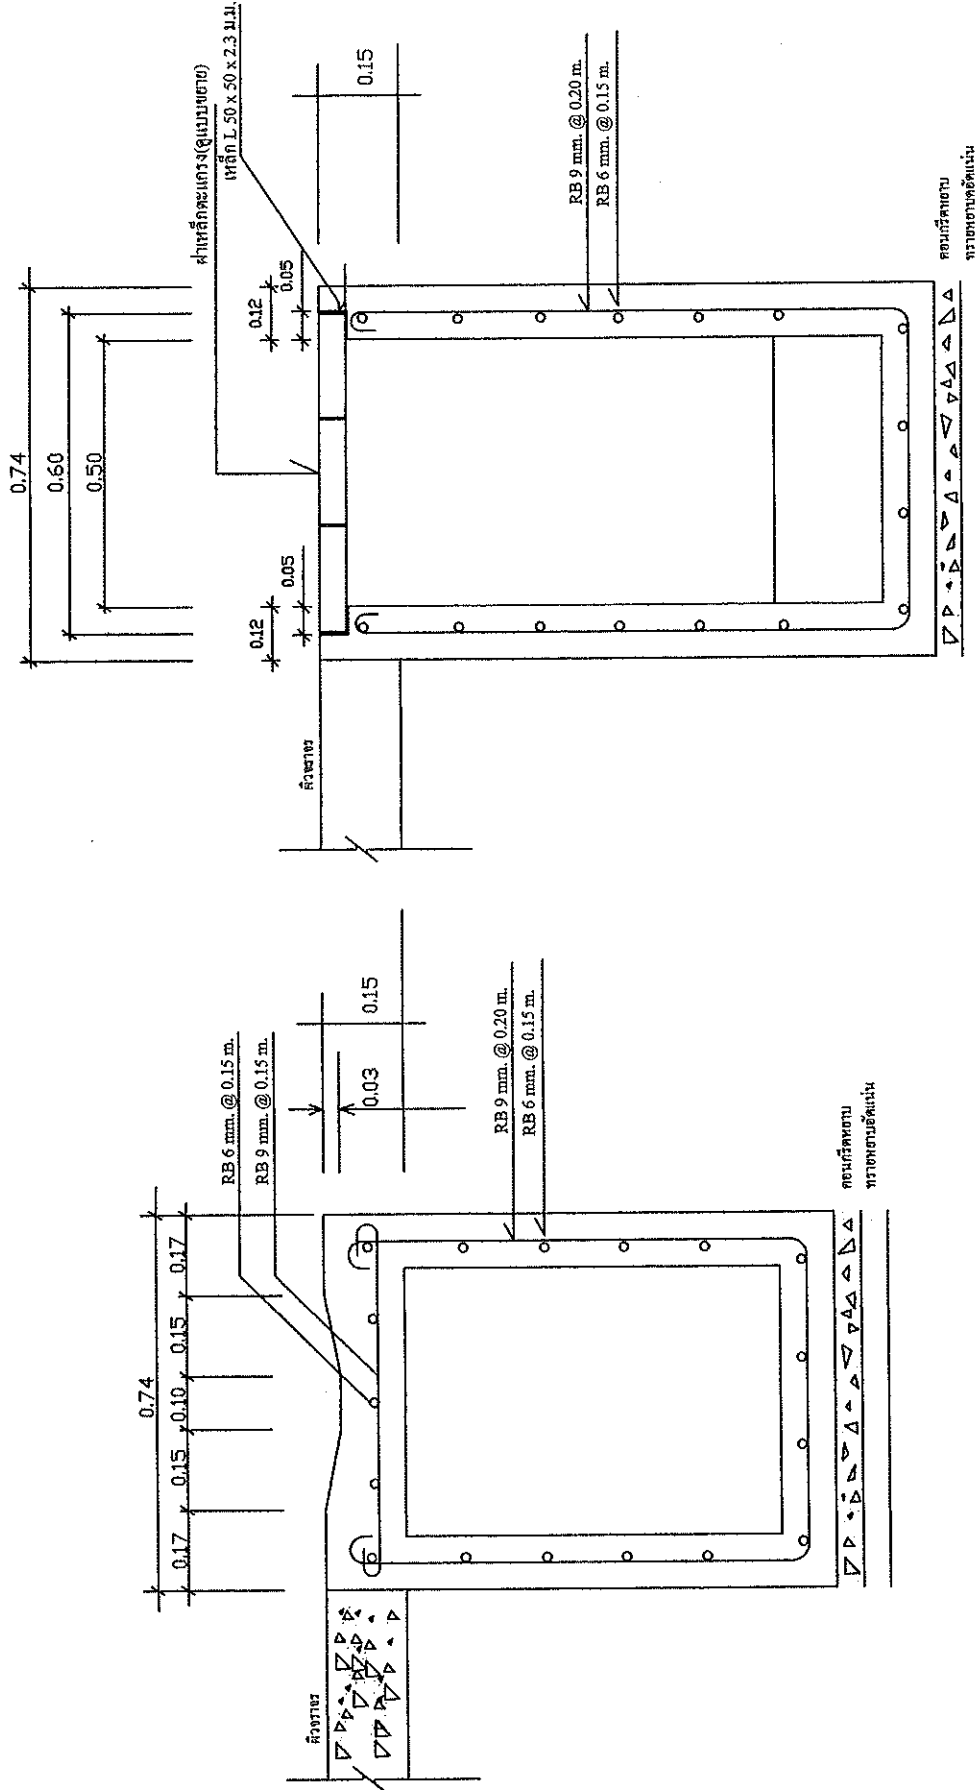 0.74
0.60
0.50
0.12
0.05
0.12
0.05
ฝาเหล็กตะแกรง(ดูแบบขยาย)
เหล็ก L 50 x 50 x 2.3 ม.ม.
0.15
ผิวจราจร
RB 9 mm. @ 0.20 m.
RB 6 mm. @ 0.15 m.
คอนกรีตหยาบ
ทรายหยาบอัดแน่น
0.74
0.17
0.15
0.10
0.15
0.17
RB 6 mm. @ 0.15 m.
RB 9 mm. @ 0.15 m.
0.03
0.15
ผิวจราจร
RB 9 mm. @ 0.20 m.
RB 6 mm. @ 0.15 m.
คอนกรีตหยาบ
ทรายหยาบอัดแน่น